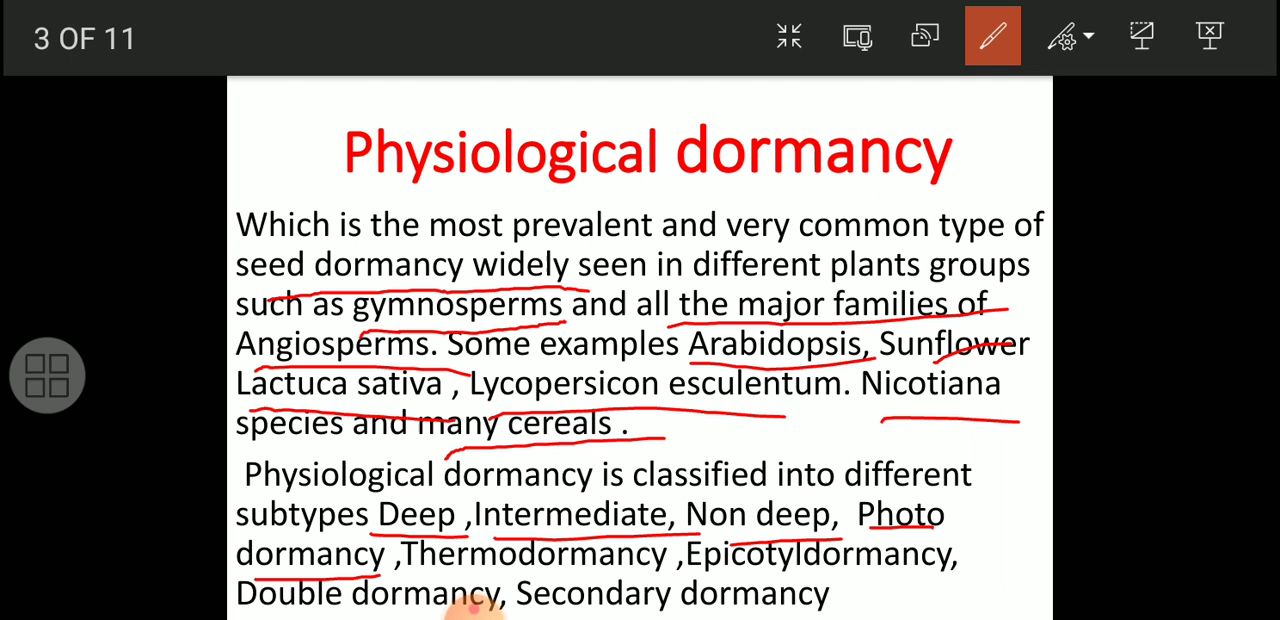 3 OF 11
Physiological dormancy
Which is the most prevalent and very common type of
seed dormancy widely seen in different plants groups
such as gymnosperms and all the major families of
Angiosperms. Some examples Arabidopsis, Sunflower
Lactuca sativa , Lycopersicon esculentum. Nicotiana
species and many cereals .
Physiological dormancy is classified into different
subtypes Deep ,Intermediate, Non deep, Photo
dormancy ,Thermodormancy ,Epicotyldormancy,
Double dormancy, Secondary dormancy